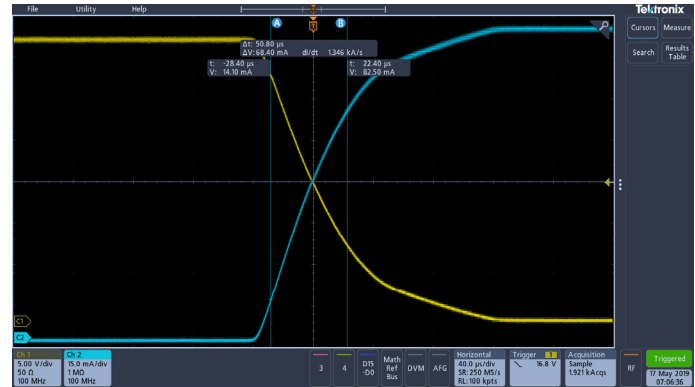 File Utility Help
Tektronix
A
B
T
Δt: 50.80 µs
ΔV: 68.40 mA dI/dt 1.346 kA/s
t: -28.40 µs
V: 14.10 mA
t: 22.40 µs
V: 82.50 mA
Cursors Measure
Search Results
Table
C1
C2
Ch 1
5.00 V/div
50 Ω
100 MHz
Ch 2
15.0 mA/div
1 MΩ
100 MHz
3
4
D15
-D0
Math
Ref
Bus
DVM
AFG
Horizontal
40.0 µs/div
SR: 250 MS/s
RL: 100 kpts
Trigger 1
16.8 V
Acquisition
Sample
1.921 kAcqs
RF
Triggered
17 May 2019
07:06:36